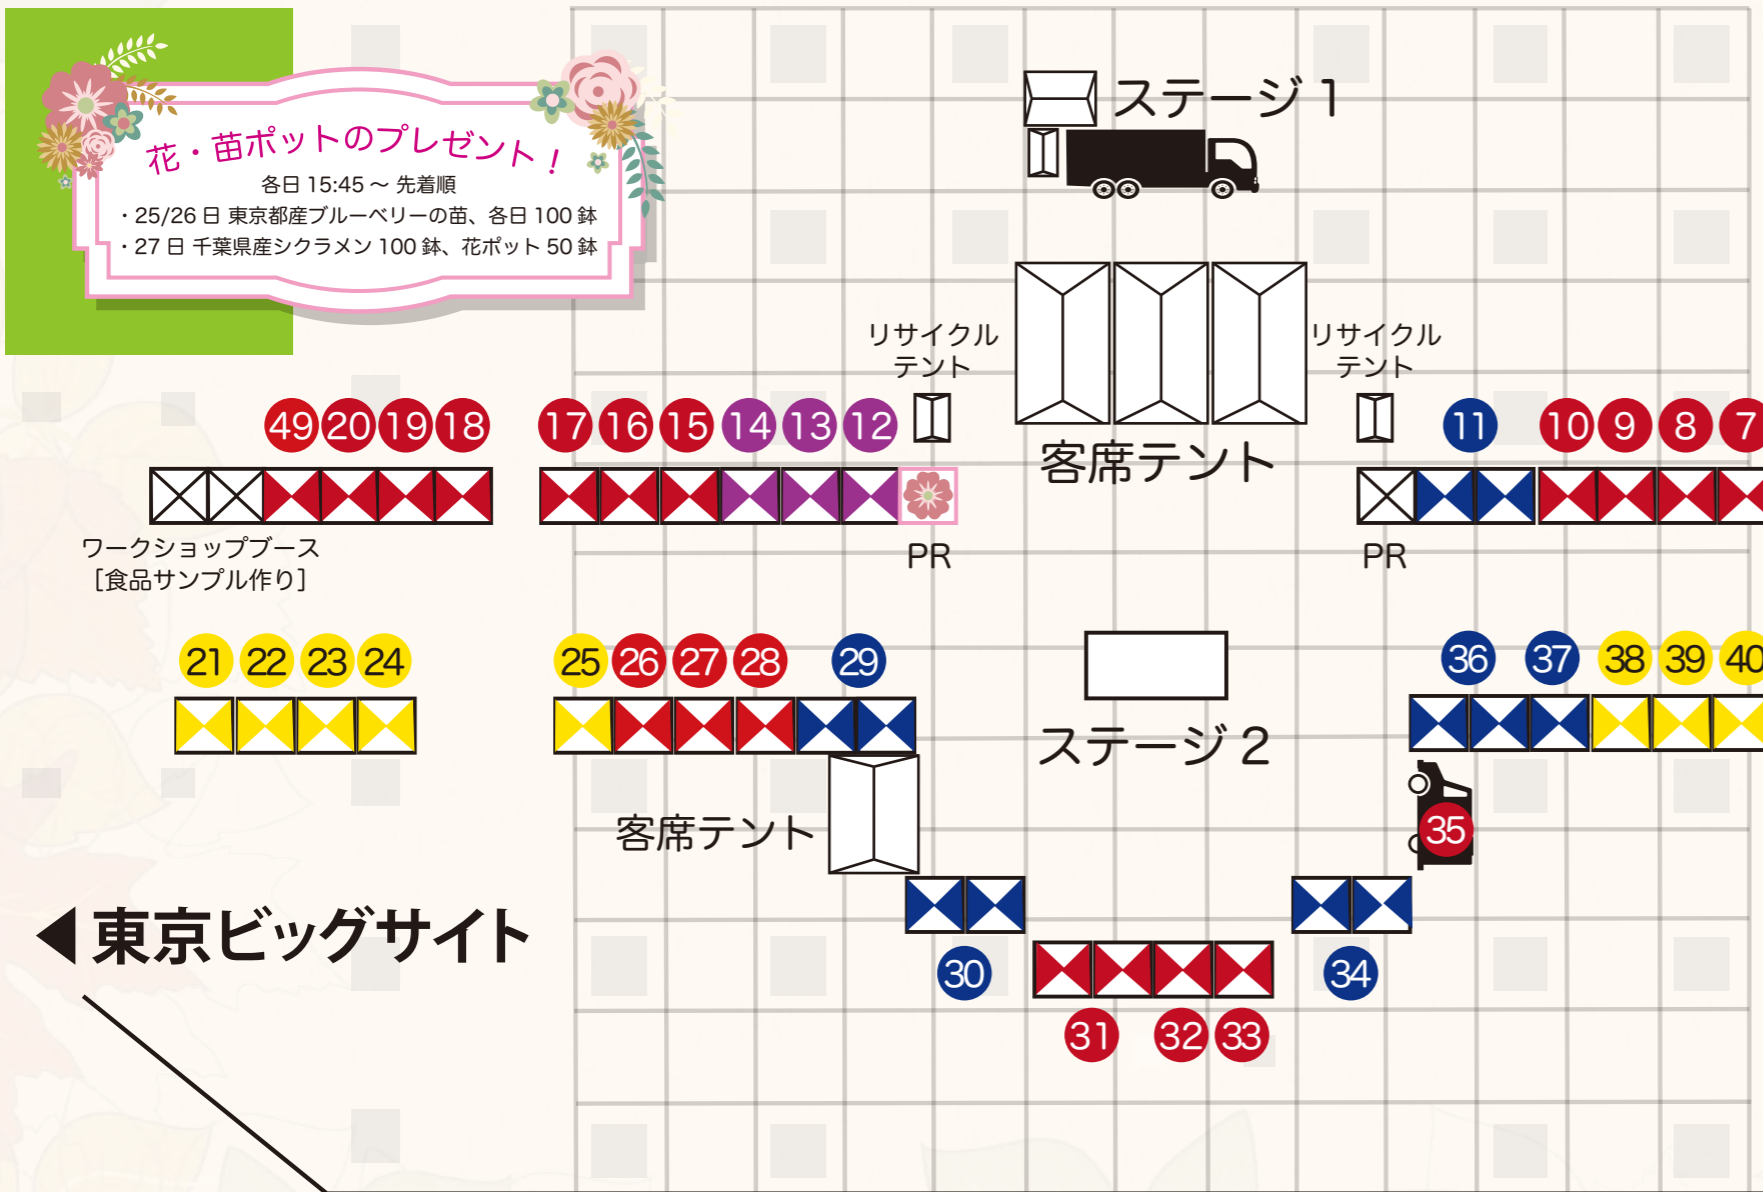 花・苗ポットのプレゼント！
各日 15:45 〜 先着順
・25/26 日 東京都産ブルーベリーの苗、各日 100 鉢
・27 日 千葉県産シクラメン 100 鉢、花ポット 50 鉢
ステージ 1
リサイクル
テント
リサイクル
テント
客席テント
49 20 19 18 17 16 15 14 13 12 11 10 9 8 7
ワークショップブース
［食品サンプル作り］
PR
PR
21 22 23 24 25 26 27 28 29 36 37 38 39 40
ステージ 2
客席テント
35
東京ビッグサイト
30 34
31 32 33